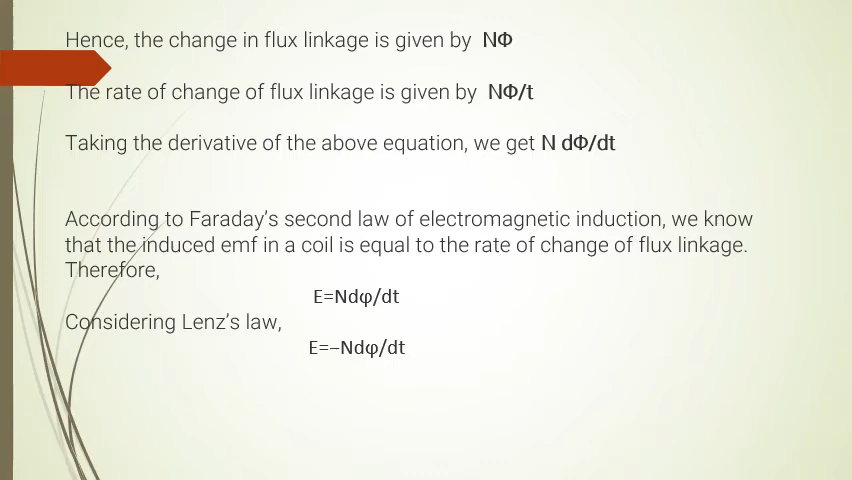 Hence, the change in flux linkage is given by NΦ
The rate of change of flux linkage is given by NΦ/t
Taking the derivative of the above equation, we get N dΦ/dt
According to Faraday’s second law of electromagnetic induction, we know
that the induced emf in a coil is equal to the rate of change of flux linkage.
Therefore,
E=Ndφ/dt
Considering Lenz’s law,
E=−Ndφ/dt